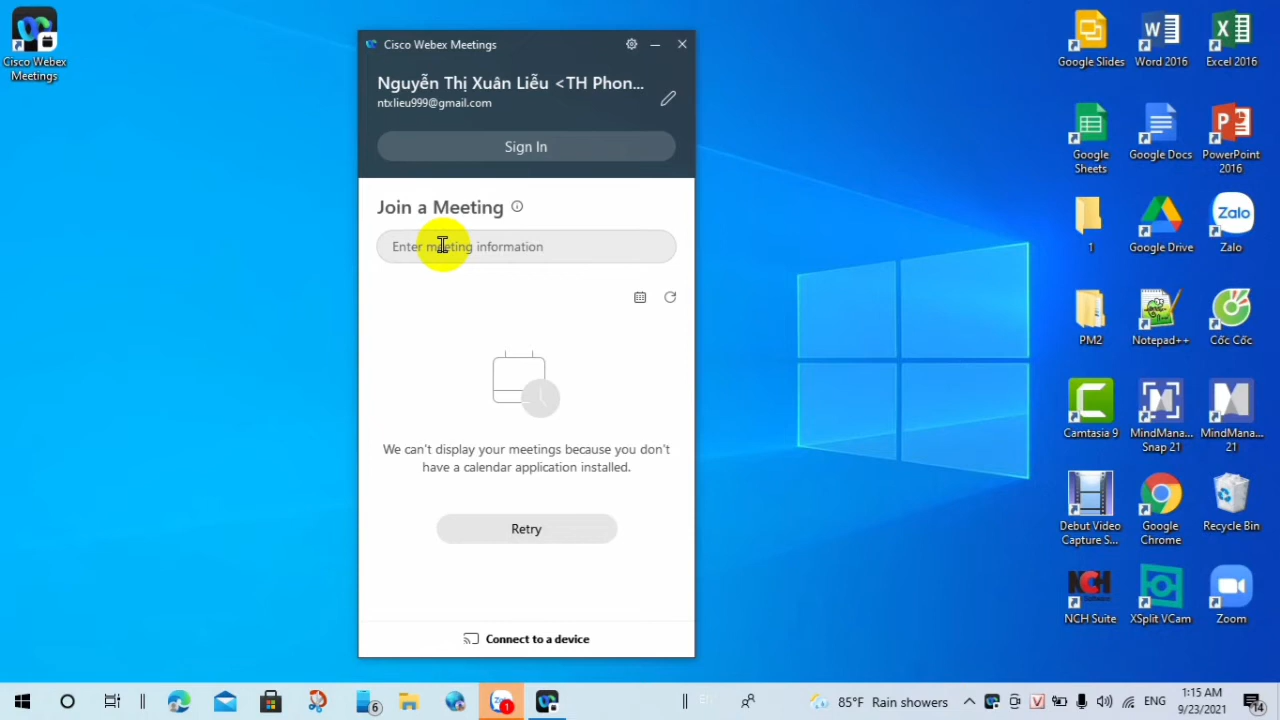 Cisco Webex
Meetings
Cisco Webex Meetings
Nguyễn Thị Xuân Liễu <TH Phon...
ntxlieu999@gmail.com
Sign In
Join a Meeting
Enter meeting information
We can't display your meetings because you don't
have a calendar application installed.
Retry
Connect to a device
Google Slides
Word 2016
Excel 2016
Google
Sheets
Google Docs
PowerPoint
2016
1
Google Drive
Zalo
Zalo
PM2
Notepad++
Cốc Cốc
Camtasia 9
MindMana...
Snap 21
MindMana...
21
Debut Video
Capture S...
Google
Chrome
Recycle Bin
NCH
NCH Suite
XSplit VCam
Zoom
6
1
85°F Rain showers
V
ENG
1:15 AM
9/23/2021
14